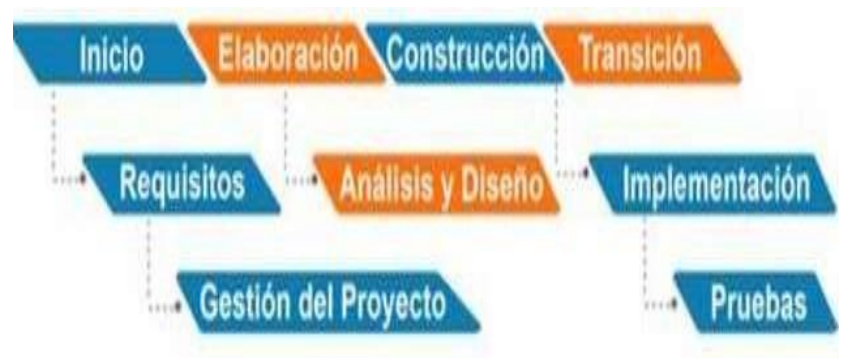 Inicio Elaboración Construcción Transición
Requisitos Análisis y Diseño Implementación
Gestión del Proyecto Pruebas